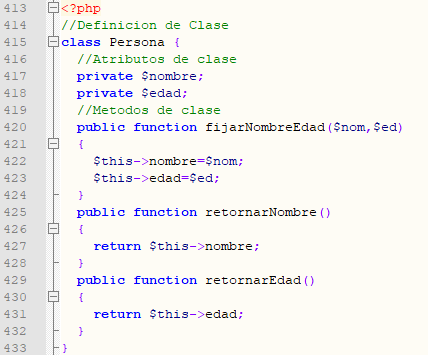 413 <?php
414 //Definicion de Clase
415 class Persona {
416 //Atributos de clase
417 private $nombre;
418 private $edad;
419 //Metodos de clase
420 public function fijarNombreEdad($nom,$ed)
421 {
422 $this->nombre=$nom;
423 $this->edad=$ed;
424 }
425 public function retornarNombre()
426 {
427 return $this->nombre;
428 }
429 public function retornarEdad()
430 {
431 return $this->edad;
432 }
433 }